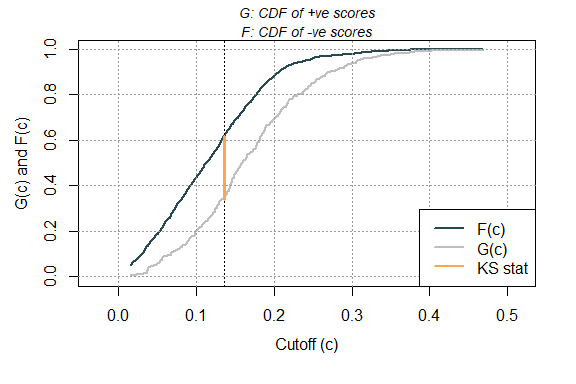 G: CDF of +ve scores
F: CDF of -ve scores
G(c) and F(c)
1.0
0.8
0.6
0.4
0.2
0.0
F(c)
G(c)
KS stat
0.0 0.1 0.2 0.3 0.4 0.5
Cutoff (c)